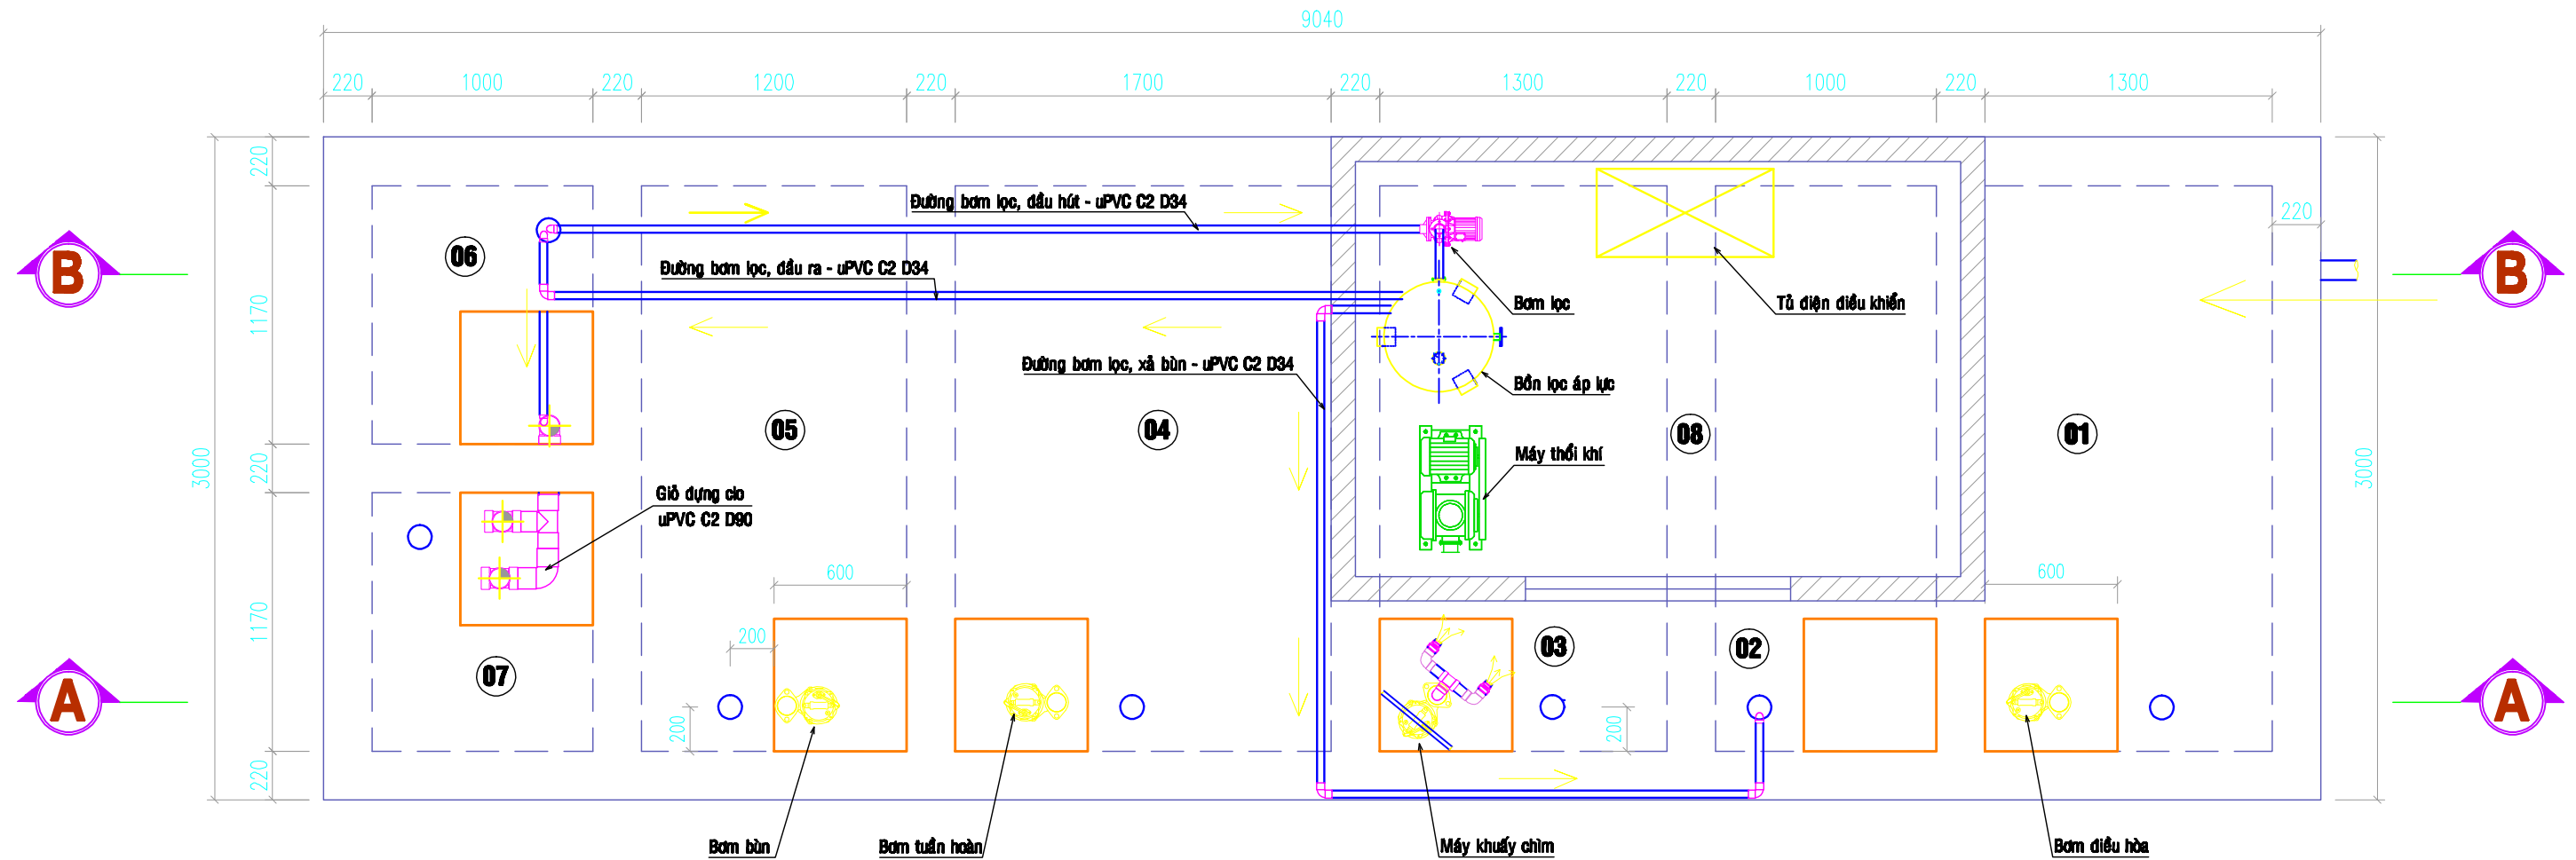 9040
220 1000 220 1200 220 1700 220 1300 220 1000 220 1300
220
Đường bơm lọc, đầu hút - uPVC C2 D34
220
06
B
B
Đường bơm lọc, đầu ra - uPVC C2 D34
Bơm lọc
Tủ điện điều khiển
1170
Đường bơm lọc, xả bùn - uPVC C2 D34
Bồn lọc áp lực
05
04
08
01
Máy thổi khí
3000
220
3000
Giỏ đựng clo
uPVC C2 D90
600
600
1170
200
03
02
07
A
A
200
200
220
Bơm bùn
Bơm tuần hoàn
Máy khuấy chìm
Bơm điều hòa